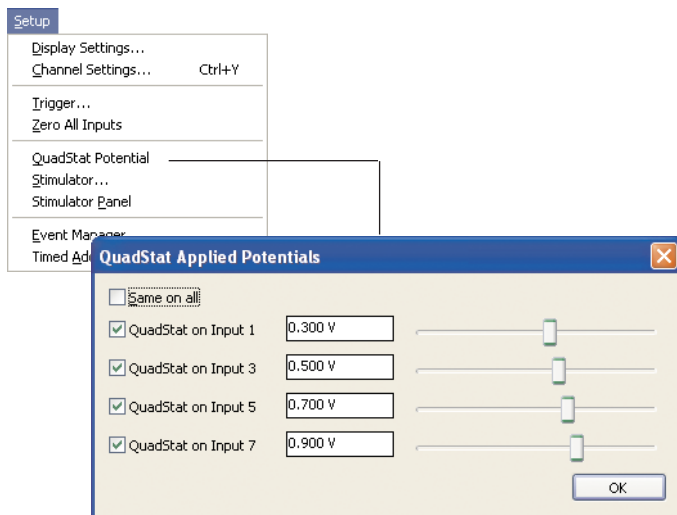 Setup
Display Settings...
Channel Settings... Ctrl+Y
Trigger...
Zero All Inputs
QuadStat Potential
Stimulator...
Stimulator Panel
Event Manager
Timed Ad
QuadStat Applied Potentials
Same on all
QuadStat on Input 1 0.300 V
QuadStat on Input 3 0.500 V
QuadStat on Input 5 0.700 V
QuadStat on Input 7 0.900 V
OK